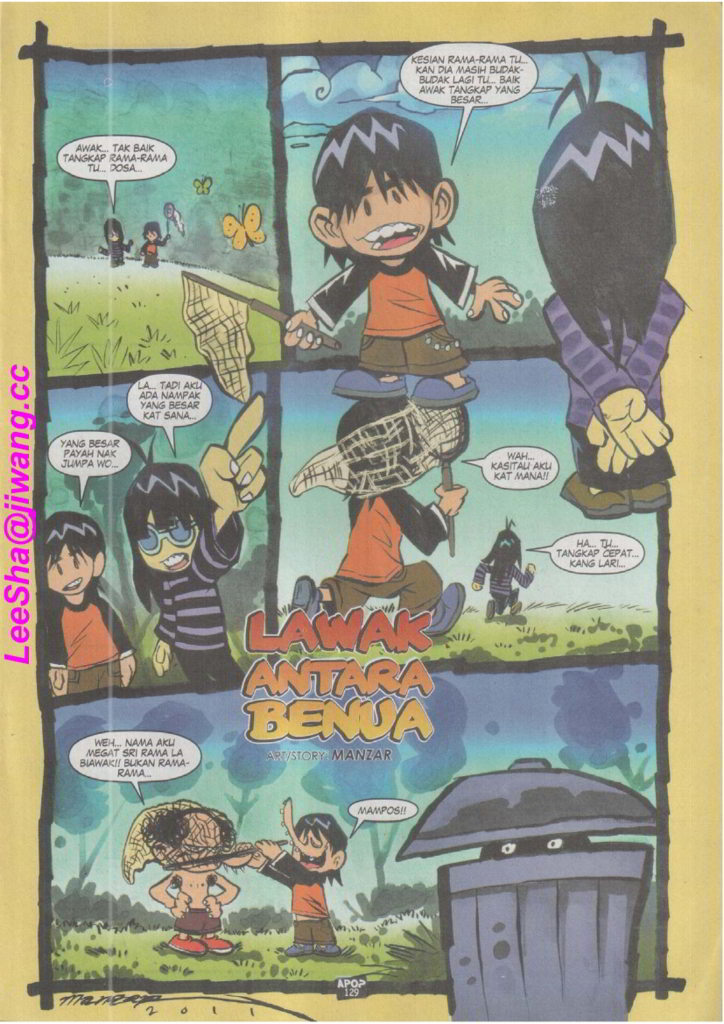 AWAK... TAK BAIK
TANGKAP RAMA-RAMA
TU... DOSA...
KESIAN RAMA-RAMA TU...
KAN DIA MASIH BUDAK-
BUDAK LAGI TU... BAIK
AWAK TANGKAP YANG
BESAR...
LA... TADI AKU
ADA NAMPAK
YANG BESAR
KAT SANA...
YANG BESAR
PAYAH NAK
JUMPA WO...
WAH...
KASITAU AKU
KAT MANA!!
HA... TU...
TANGKAP CEPAT...
KANG LARI...
LAWAK
ANTARA
BENUA
ART/STORY: MANZAR
WEH... NAMA AKU
MEGAT SRI RAMA LA
BIAWAK!! BUKAN RAMA-
RAMA...
MAMPOS!!
APOP
129
2011
LeeSha@jiwang.cc